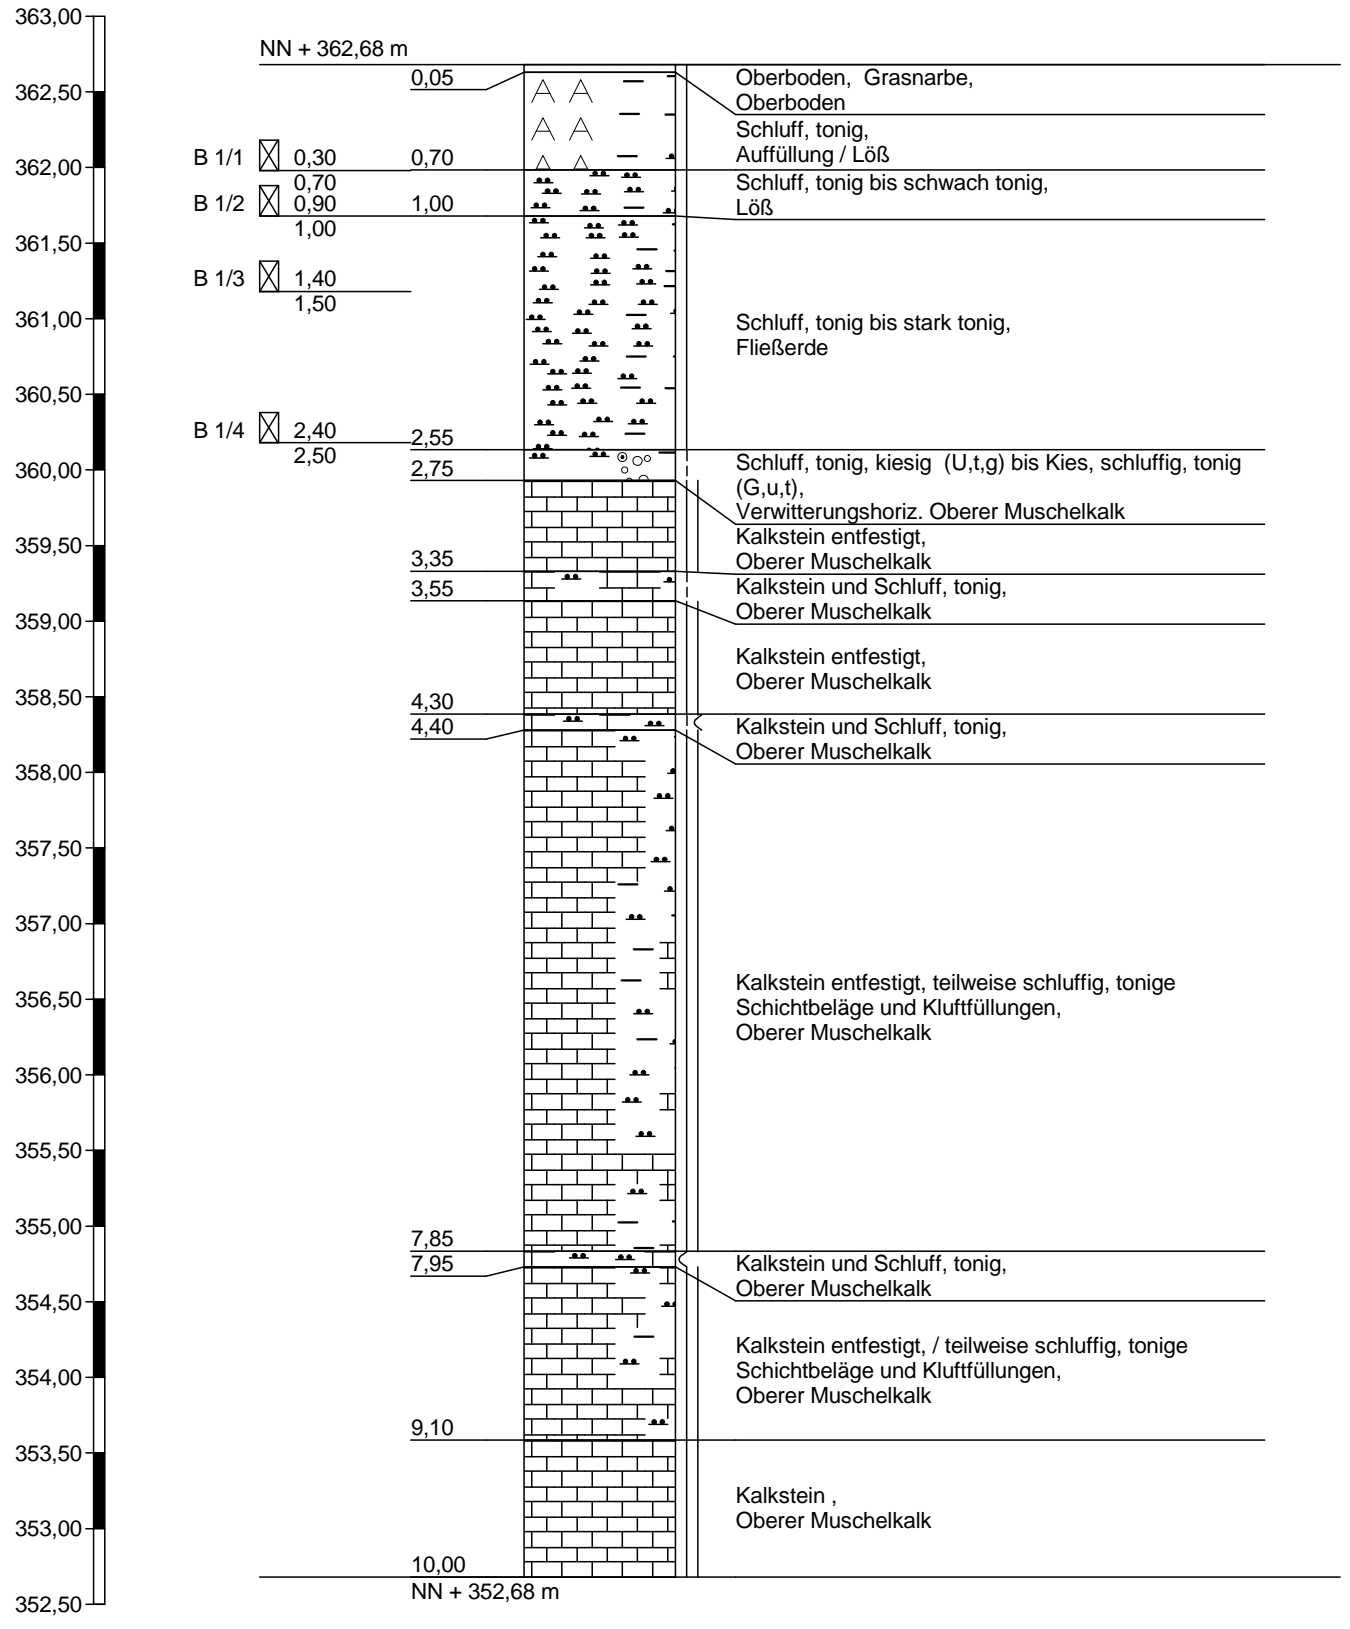 363,00
362,50
362,00
361,50
361,00
360,50
360,00
359,50
359,00
358,50
358,00
357,50
357,00
356,50
356,00
355,50
355,00
354,50
354,00
353,50
353,00
352,50
NN + 362,68 m
B 1/1
0,30
0,70
B 1/2
0,90
1,00
B 1/3
1,40
1,50
B 1/4
2,40
2,50
0,05
0,70
1,00
2,55
2,75
3,35
3,55
4,30
4,40
7,85
7,95
9,10
10,00
NN + 352,68 m
Oberboden, Grasnarbe,
Oberboden
Schluff, tonig,
Auffüllung / Löß
Schluff, tonig bis schwach tonig,
Löß
Schluff, tonig bis stark tonig,
Fließerde
Schluff, tonig, kiesig (U,t,g) bis Kies, schluffig, tonig
(G,u,t),
Verwitterungshoriz. Oberer Muschelkalk
Kalkstein entfestigt,
Oberer Muschelkalk
Kalkstein und Schluff, tonig,
Oberer Muschelkalk
Kalkstein entfestigt,
Oberer Muschelkalk
Kalkstein und Schluff, tonig,
Oberer Muschelkalk
Kalkstein entfestigt, teilweise schluffig, tonige
Schichtbeläge und Kluftfüllungen,
Oberer Muschelkalk
Kalkstein und Schluff, tonig,
Oberer Muschelkalk
Kalkstein entfestigt, / teilweise schluffig, tonige
Schichtbeläge und Kluftfüllungen,
Oberer Muschelkalk
Kalkstein ,
Oberer Muschelkalk